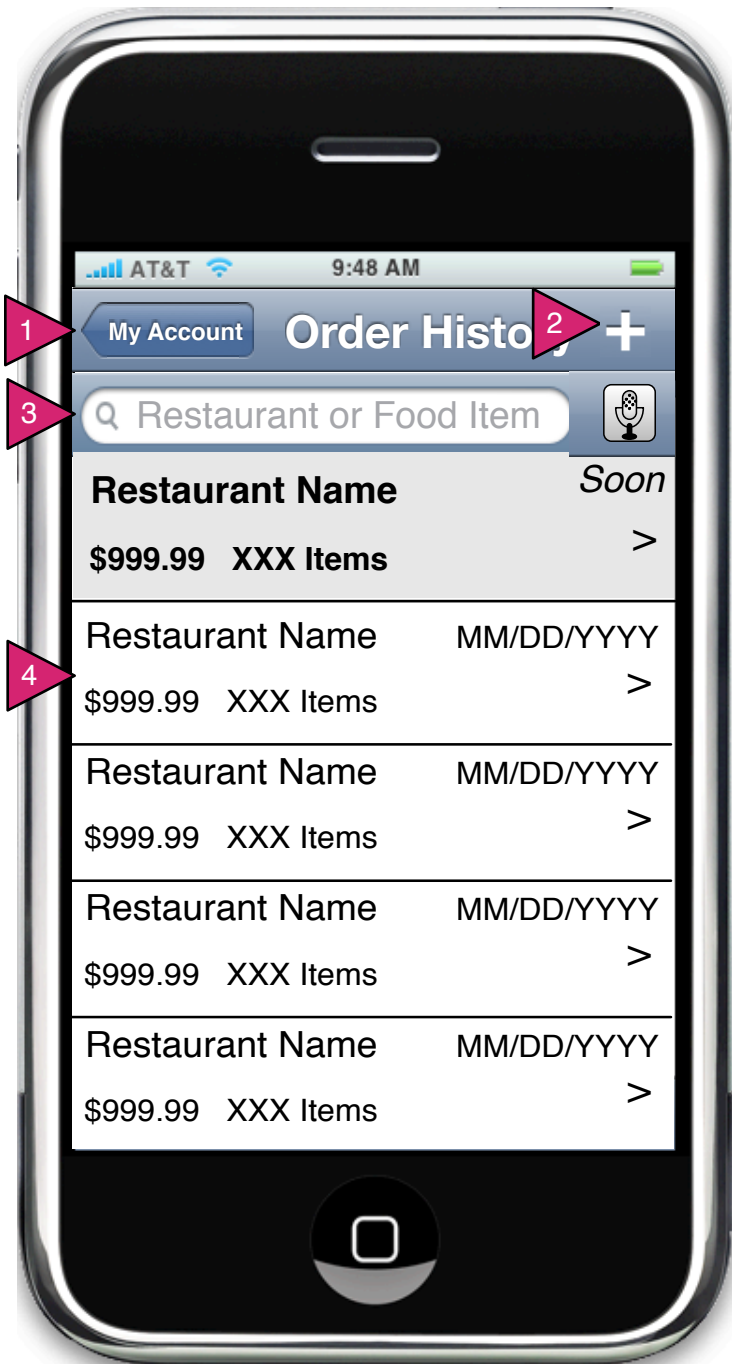 AT&T 9:48 AM
1 My Account Order History 2 +
3 Restaurant or Food Item
Restaurant Name Soon
$999.99 XXX Items >
Restaurant Name MM/DD/YYYY
4 $999.99 XXX Items >
Restaurant Name MM/DD/YYYY
$999.99 XXX Items >
Restaurant Name MM/DD/YYYY
$999.99 XXX Items >
Restaurant Name MM/DD/YYYY
$999.99 XXX Items >